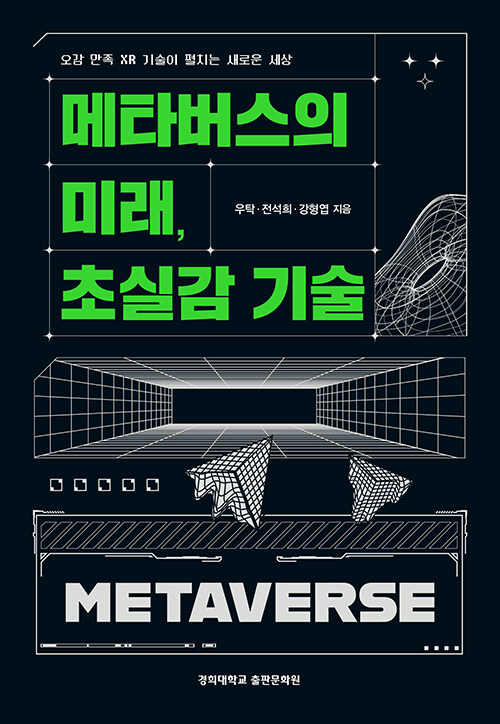 오감 만족 XR 기술이 펼치는 새로운 세상
메타버스의
미래,
우탁·전석희·강형엽 지음
초실감 기술
METAVERSE
경희대학교 출판문화원